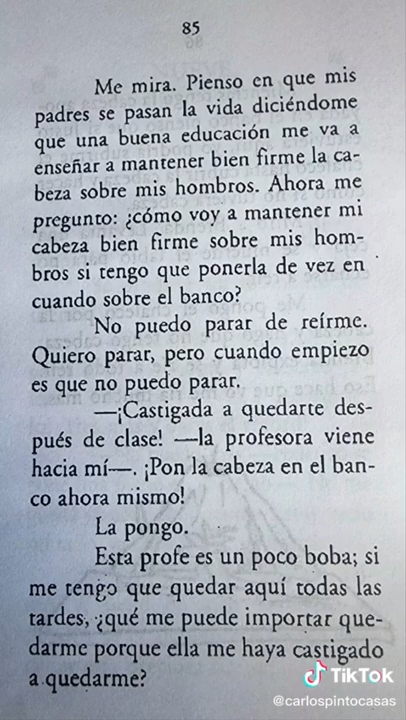 85
Me mira. Pienso en que mis
padres se pasan la vida diciéndome
que una buena educación me va a
enseñar a mantener bien firme la ca-
beza sobre mis hombros. Ahora me
pregunto: ¿cómo voy a mantener mi
cabeza bien firme sobre mis hom-
bros si tengo que ponerla de vez en
cuando sobre el banco?
No puedo parar de reírme.
Quiero parar, pero cuando empiezo
es que no puedo parar.
—¡Castigada a quedarte des-
pués de clase! —la profesora viene
hacia mí—. ¡Pon la cabeza en el ban-
co ahora mismo!
La pongo.
Esta profe es un poco boba; si
me tengo que quedar aquí todas las
tardes, ¿qué me puede importar que-
darme porque ella me haya castigado
a quedarme?
TikTok
@carlospintocasas